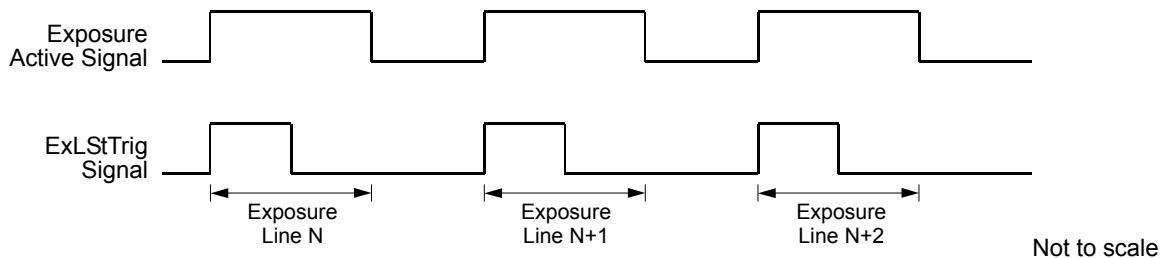 Exposure
Active Signal
ExLStTrig
Signal
Exposure
Line N
Exposure
Line N+1
Exposure
Line N+2
Not to scale